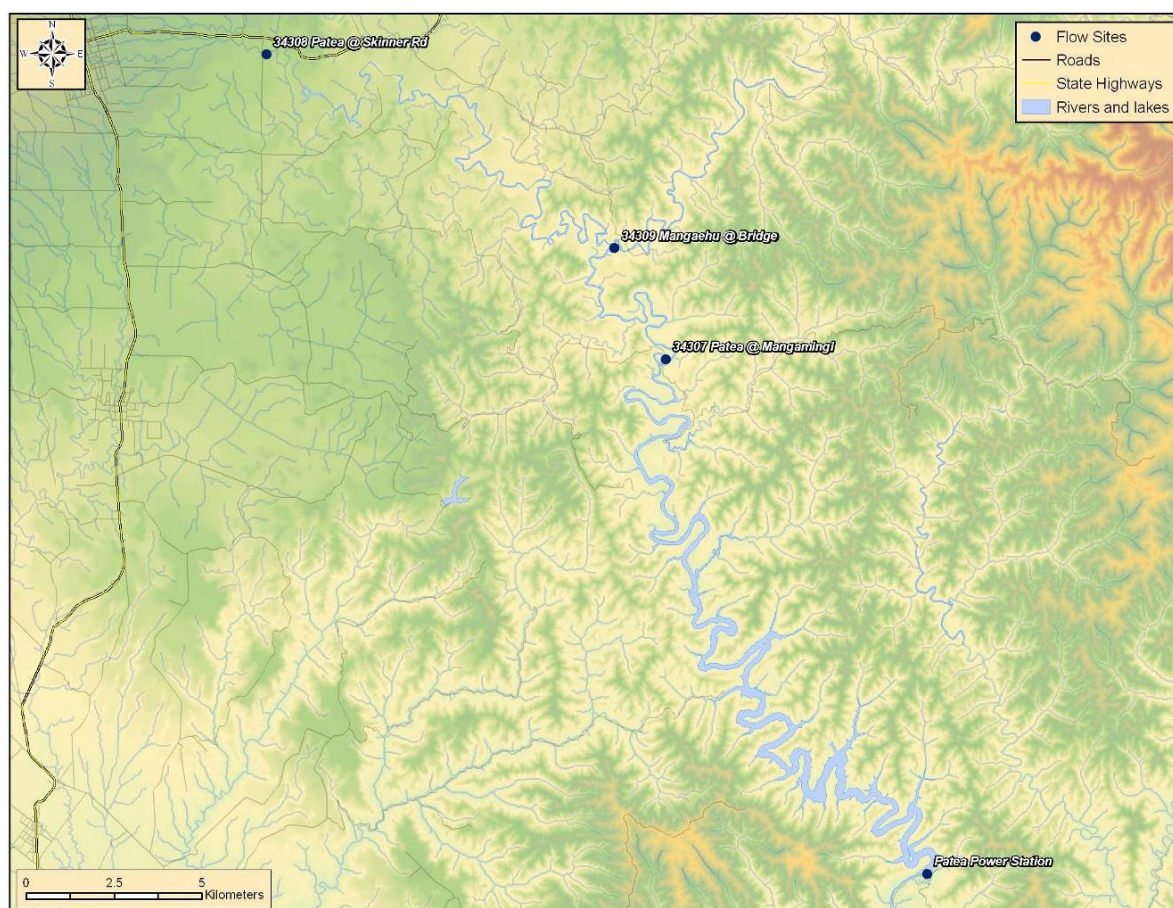 N
W E
S
34308 Patea @ Skinner Rd
Flow Sites
Roads
State Highways
Rivers and lakes
34309 Mangaehu @ Bridge
34307 Patea @ Mangamingi
Patea Power Station
0 2.5 5
Kilometers